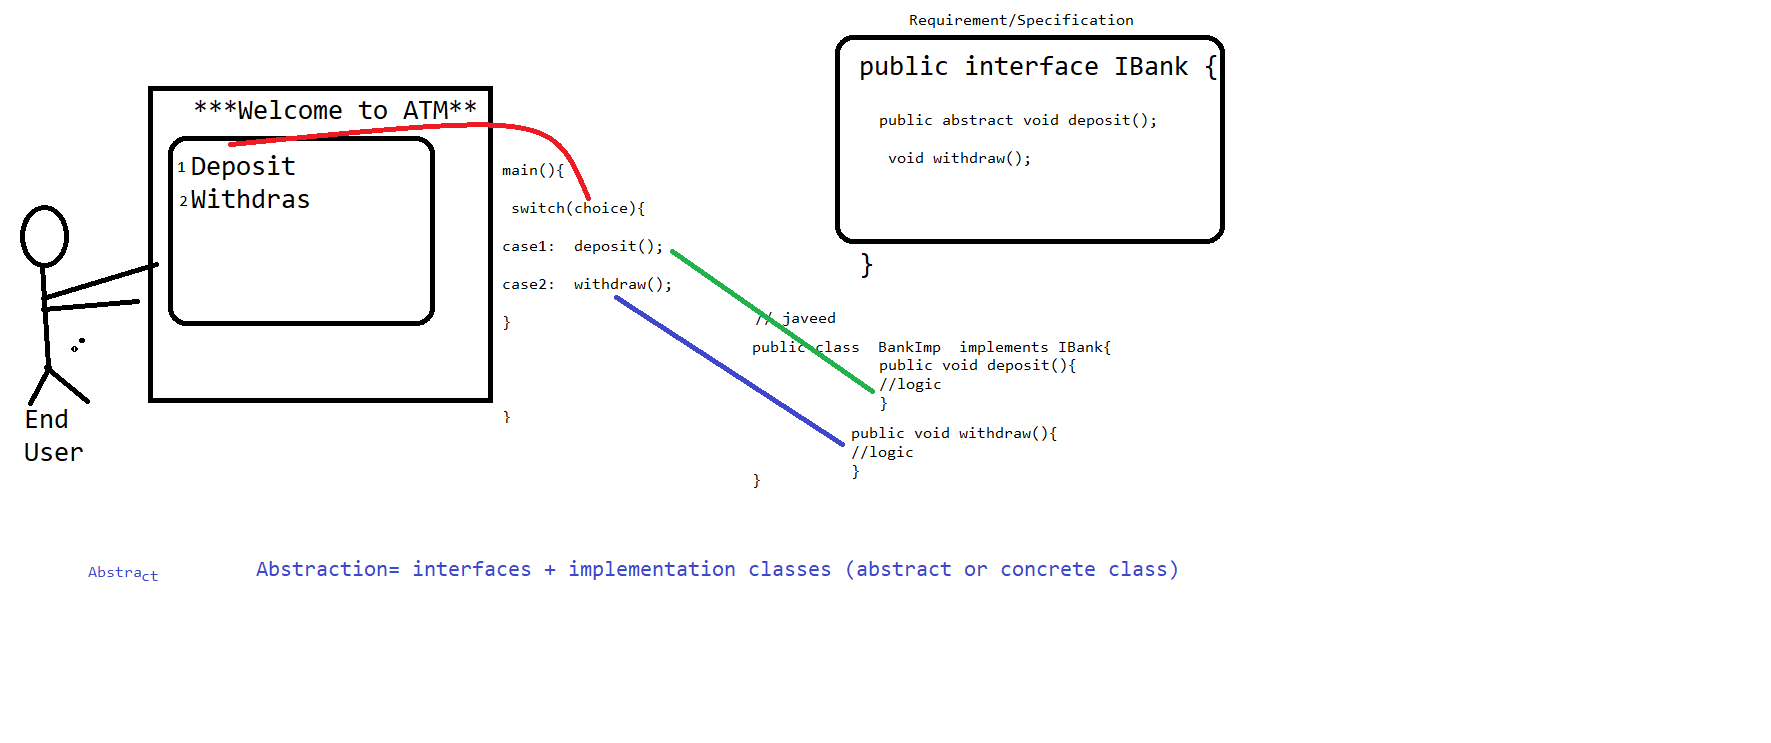 Requirement/Specification
public interface IBank {
public abstract void deposit();
void withdraw();
}
***Welcome to ATM**
1 Deposit
2 Withdras
End
User
main(){
switch(choice){
case1: deposit();
case2: withdraw();
}
}
// javeed
public class BankImp implements IBank{
public void deposit(){
//logic
}
public void withdraw(){
//logic
}
}
Abstract
Abstraction= interfaces + implementation classes (abstract or concrete class)